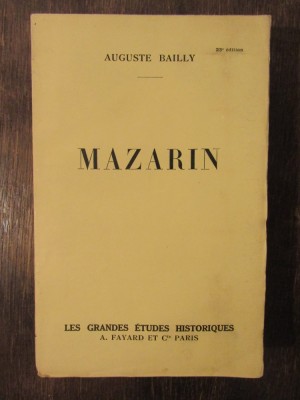 AUGUSTE BAILLY
MAZARIN
LES GRANDES ÉTUDES HISTORIQUES
A. FAYARD ET Cie PARIS